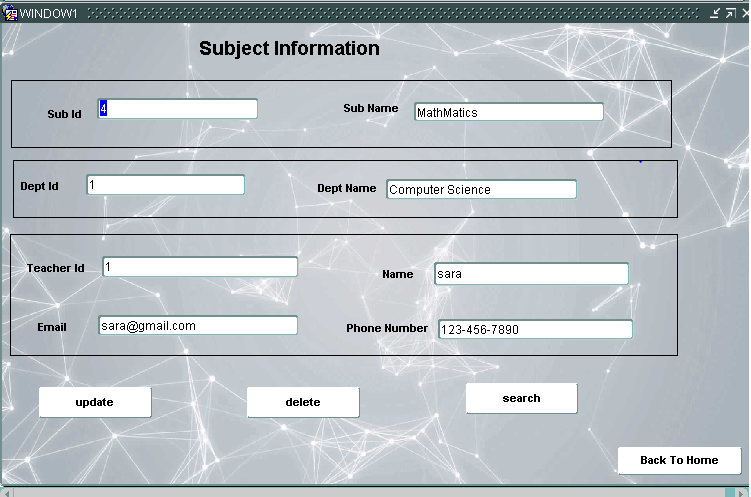 WINDOW1
Subject Information
Sub Id 4 Sub Name MathMatics
Dept Id 1 Dept Name Computer Science
Teacher Id 1 Name sara
Email sara@gmail.com Phone Number 123-456-7890
update delete search
Back To Home